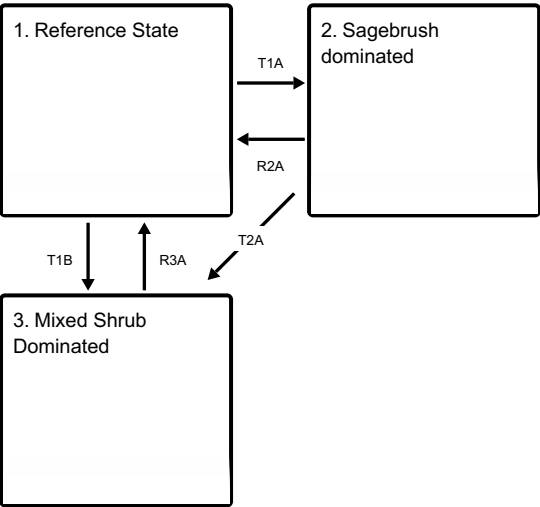 1. Reference State
2. Sagebrush
dominated
T1A
R2A
T2A
T1B
R3A
3. Mixed Shrub
Dominated